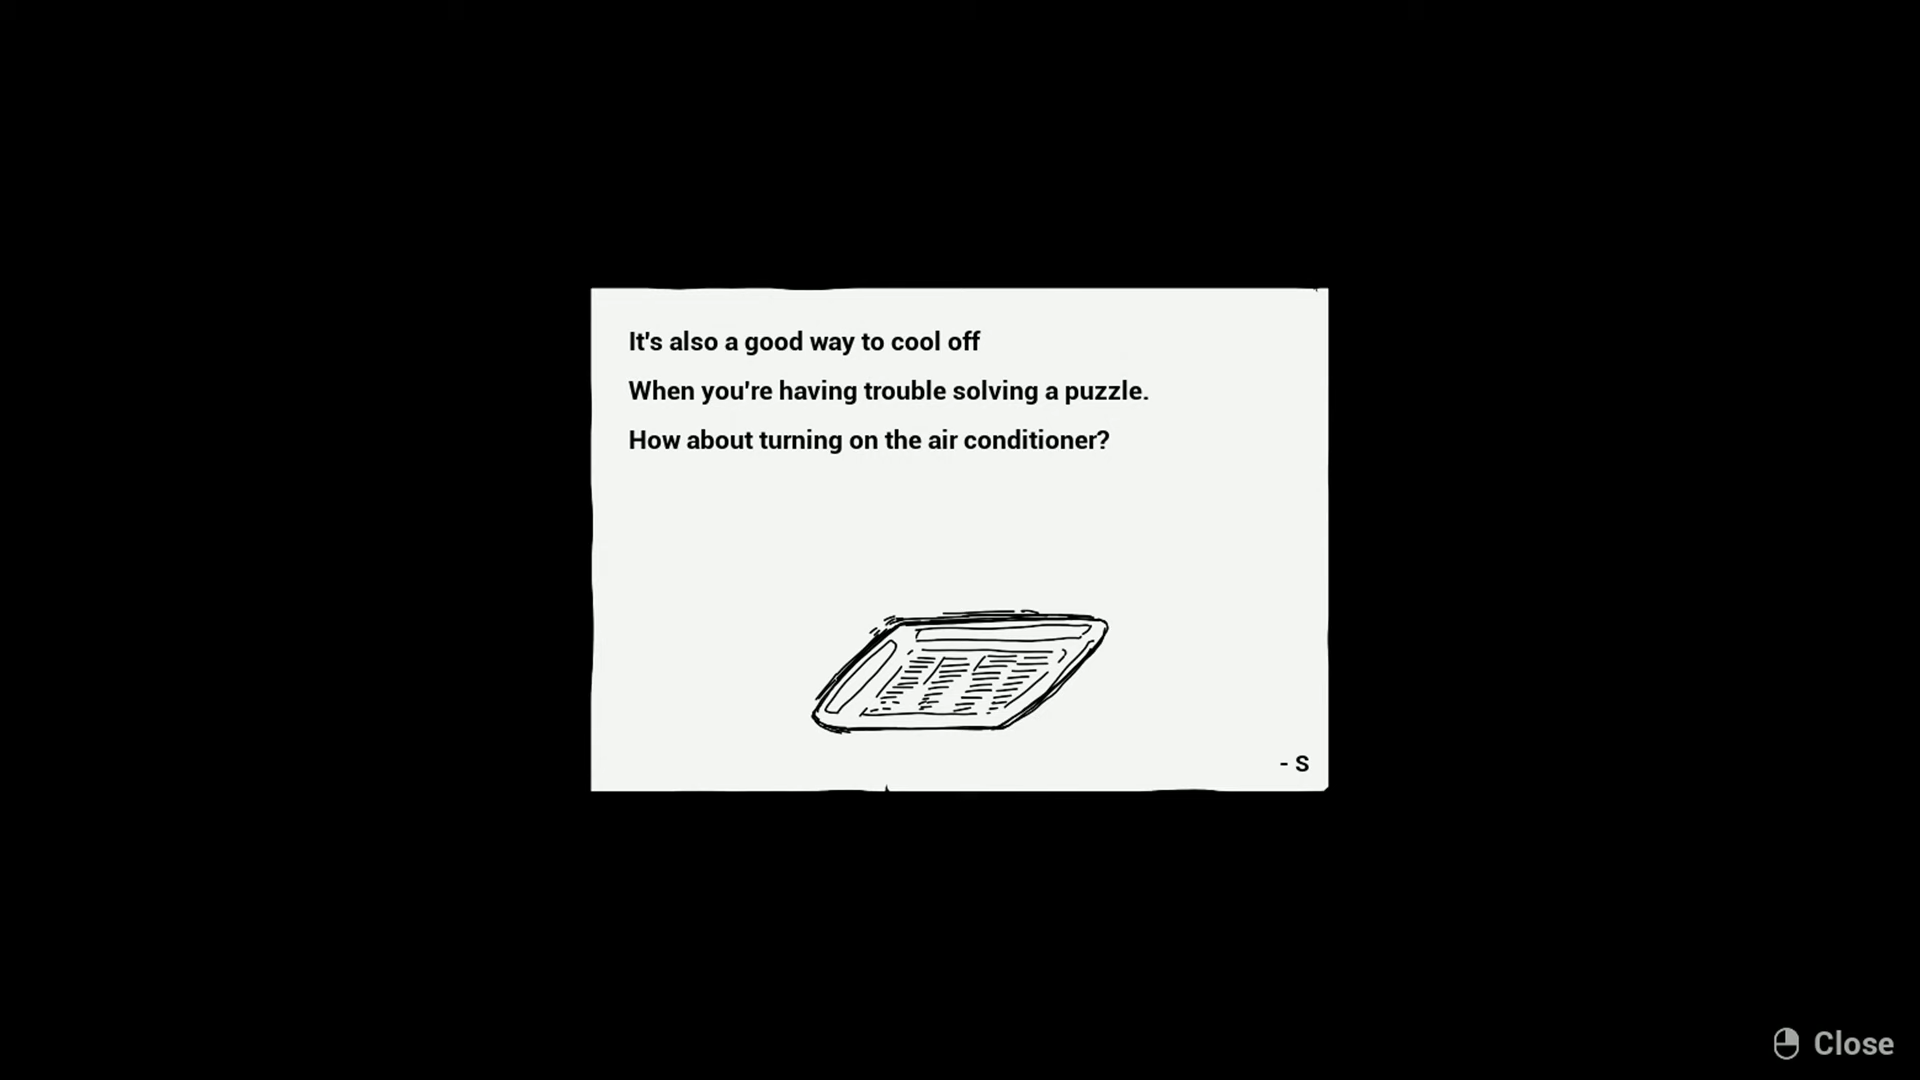 It's also a good way to cool off
When you're having trouble solving a puzzle.
How about turning on the air conditioner?
- S
Close